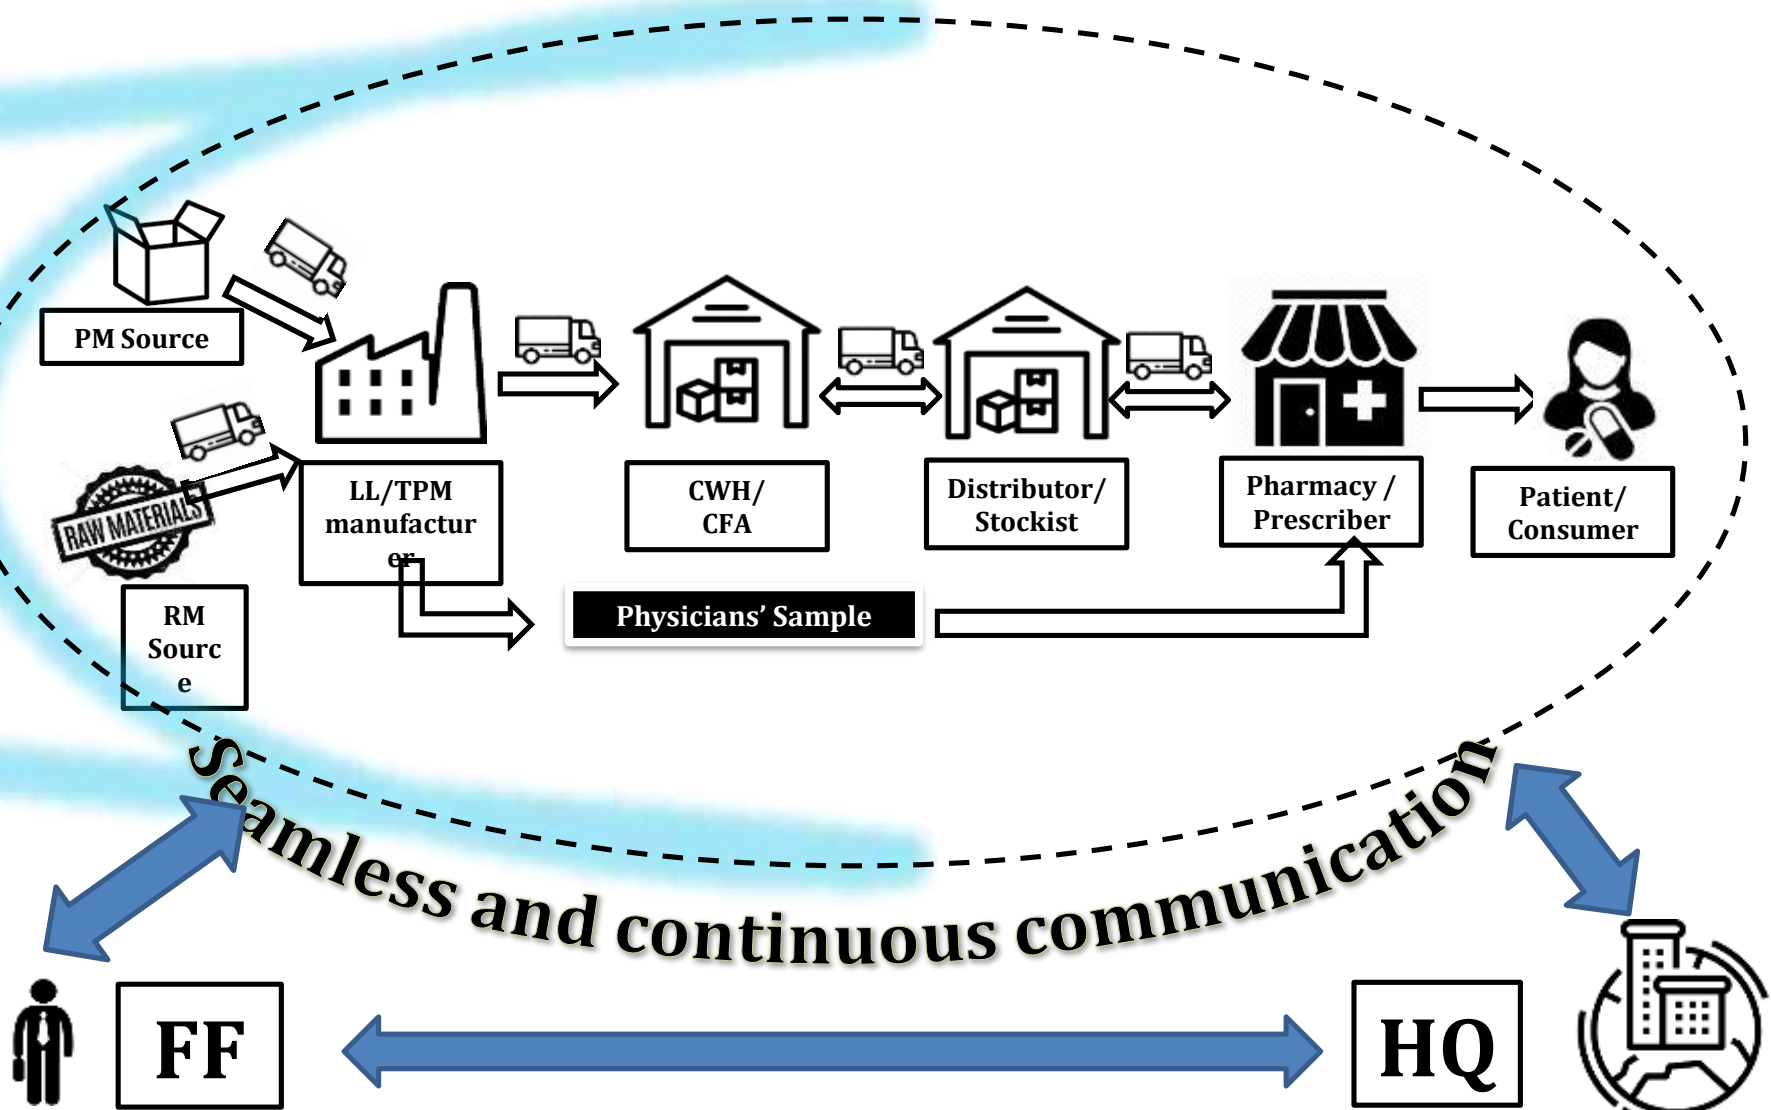 PM Source
RAW MATERIALS
RM
Sourc
e
LL/TPM
manufactur
er
CWH/
CFA
Distributor/
Stockist
Pharmacy /
Prescriber
Patient/
Consumer
Physicians’ Sample
Seamless and continuous communication
FF
HQ